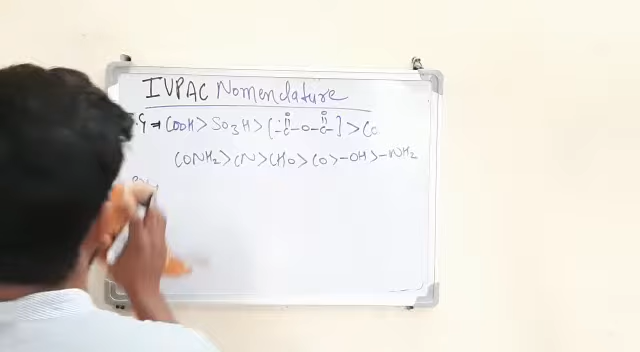 IUPAC Nomenclature
F.G → COOH > SO3H > [-C(=O)-O-C(=O)-] > CO
CONH2 > CN > CHO > CO > -OH > -NH2